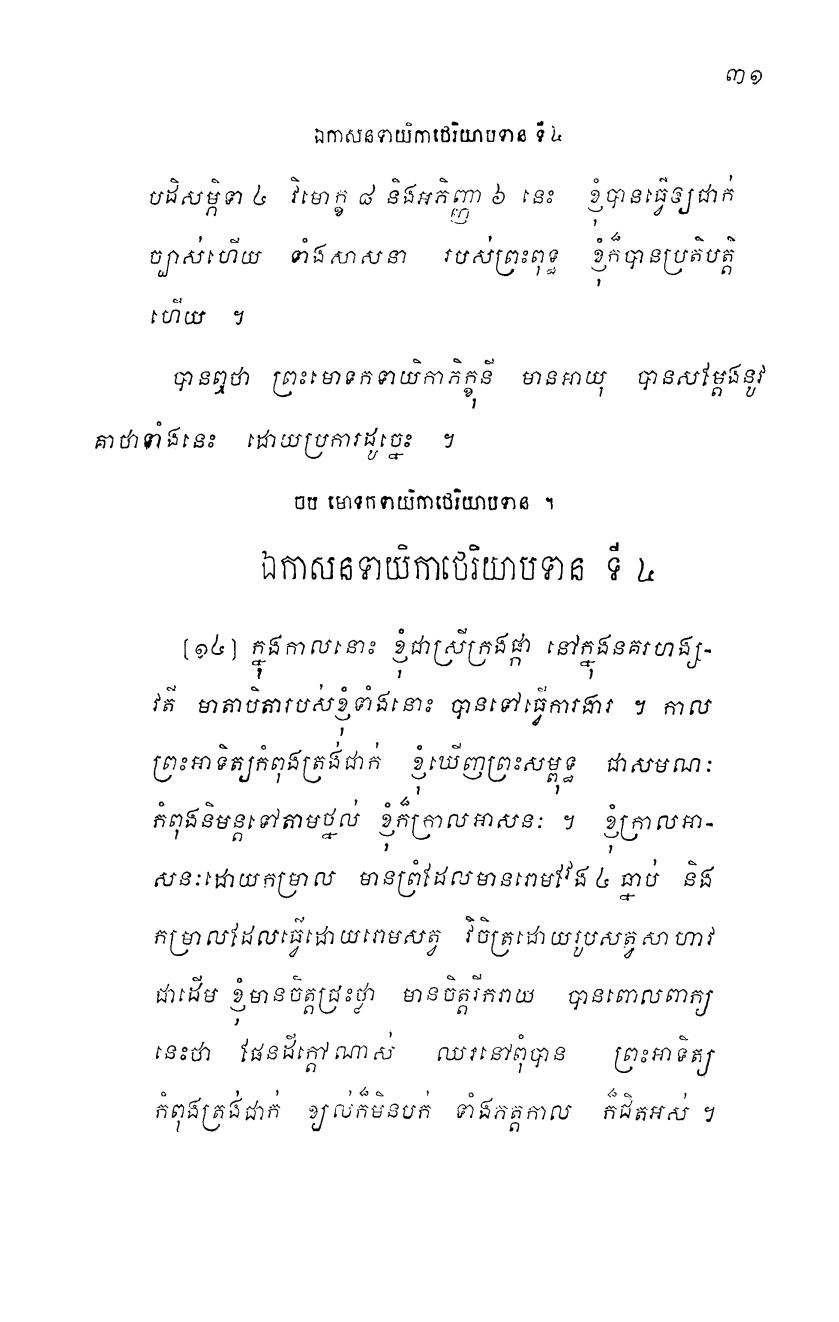 ៣១
ឯកាសនទាយិកាថេរិយាបទាន ទី ៤
បដិសម្ភិទា ៤ វិមោក្ខ ៨ និងអភិញ្ញា ៦ នេះ ខ្ញុំបានធ្វើឲ្យជាក់
ច្បាស់ហើយ ទាំងសាសនា របស់ព្រះពុទ្ធ ខ្ញុំក៏បានប្រតិបត្តិ
ហើយ ។
បានឮថា ព្រះមោទកទាយិកាភិក្ខុនី មានអាយុ បានសម្តែងនូវ
គាថាទាំងនេះ ដោយប្រការដូច្នេះ ។
ចប មោទកទាយិកាថេរិយាបទាន ។
ឯកាសនទាយិកាថេរិយាបទាន ទី ៤
[១៤] ក្នុងកាលនោះ ខ្ញុំជាស្រីក្រងផ្កា នៅក្នុងនគរហង្ស-
វតី មាតាបិតារបស់ខ្ញុំទាំងនោះ បានទៅធ្វើការងារ ។ កាល
ព្រះអាទិត្យកំពុងត្រង់ជាក់ ខ្ញុំឃើញព្រះសម្ពុទ្ធ ជាសមណៈ
កំពុងនិមន្តទៅតាមថ្នល់ ខ្ញុំក៏ក្រាលអាសនៈ ។ ខ្ញុំក្រាលអា-
សនៈដោយកម្រាល មានព្រំដែលមានរោមវែង ៤ ធ្នាប់ និង
កម្រាលដែលធ្វើដោយរោមសត្វ វិចិត្រដោយរូបសត្វសាហាវ
ជាដើម ខ្ញុំមានចិត្តជ្រះថ្លា មានចិត្តរីករាយ បានពោលពាក្យ
នេះថា ផែនដីក្តៅណាស់ ឈរនៅពុំបាន ព្រះអាទិត្យ
កំពុងត្រង់ជាក់ ខ្យល់ក៏មិនបក់ ទាំងភត្តកាល ក៏ជិតអស់ ។